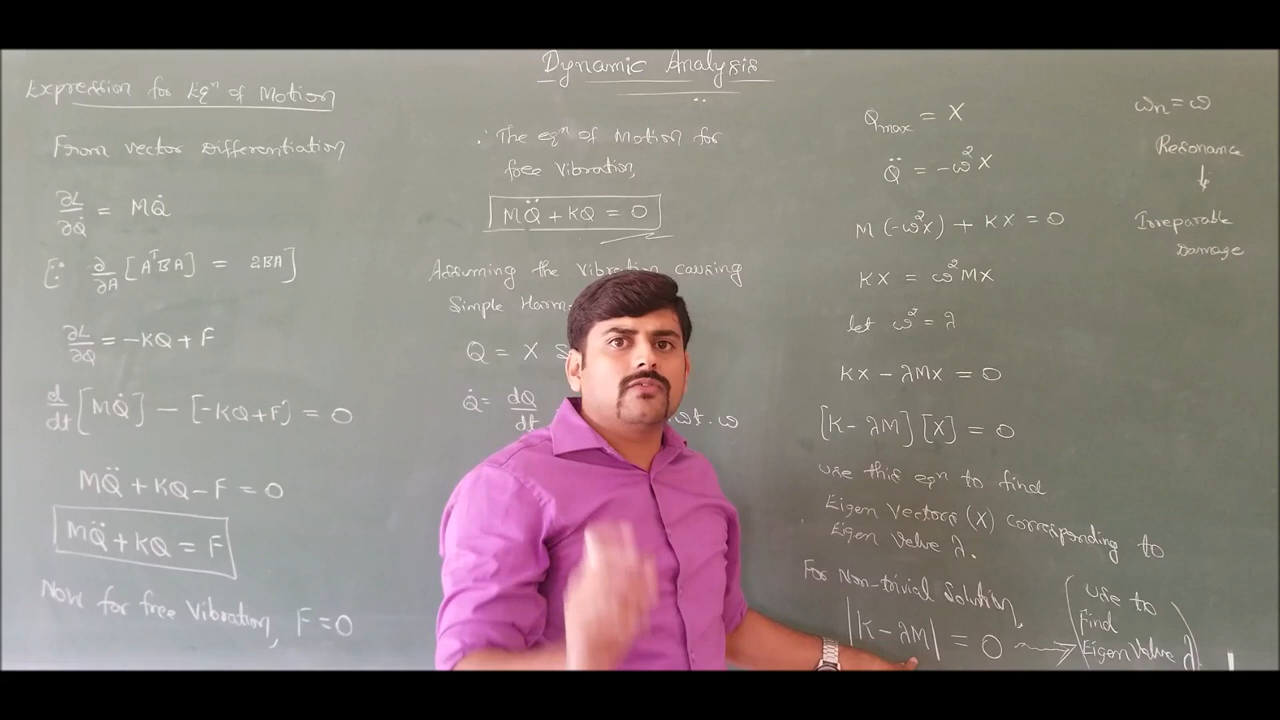 Dynamic Analysis
Expression for Eqⁿ of Motion
From vector Differentiation
∂L/∂Q̇ = MQ̇
[∵ ∂/∂A [AᵀBA] = 2BA]
∂L/∂Q = -KQ + F
d/dt [MQ̇] - [-KQ+F] = 0
MQ̈ + KQ - F = 0
MQ̈ + KQ = F
Now for free Vibration, F = 0
∴ The eqⁿ of Motion for
free Vibration,
MQ̈ + KQ = 0
Assuming the Vibration causing
Simple Harm
Q = X S
Q̇ = dQ/dt
ωt . ω
Qmax = X
Q̈ = -ω²X
M(-ω²X) + KX = 0
KX = ω²MX
let ω² = λ
KX - λMX = 0
[K - λM][X] = 0
use this eqⁿ to find
Eigen Vectors (X) corresponding to
Eigen Value λ.
For Non-trivial Solution,
|K - λM| = 0 → (use to
find
Eigen Value λ)
ωn = ω
Resonance
↓
Irreparable
Damage